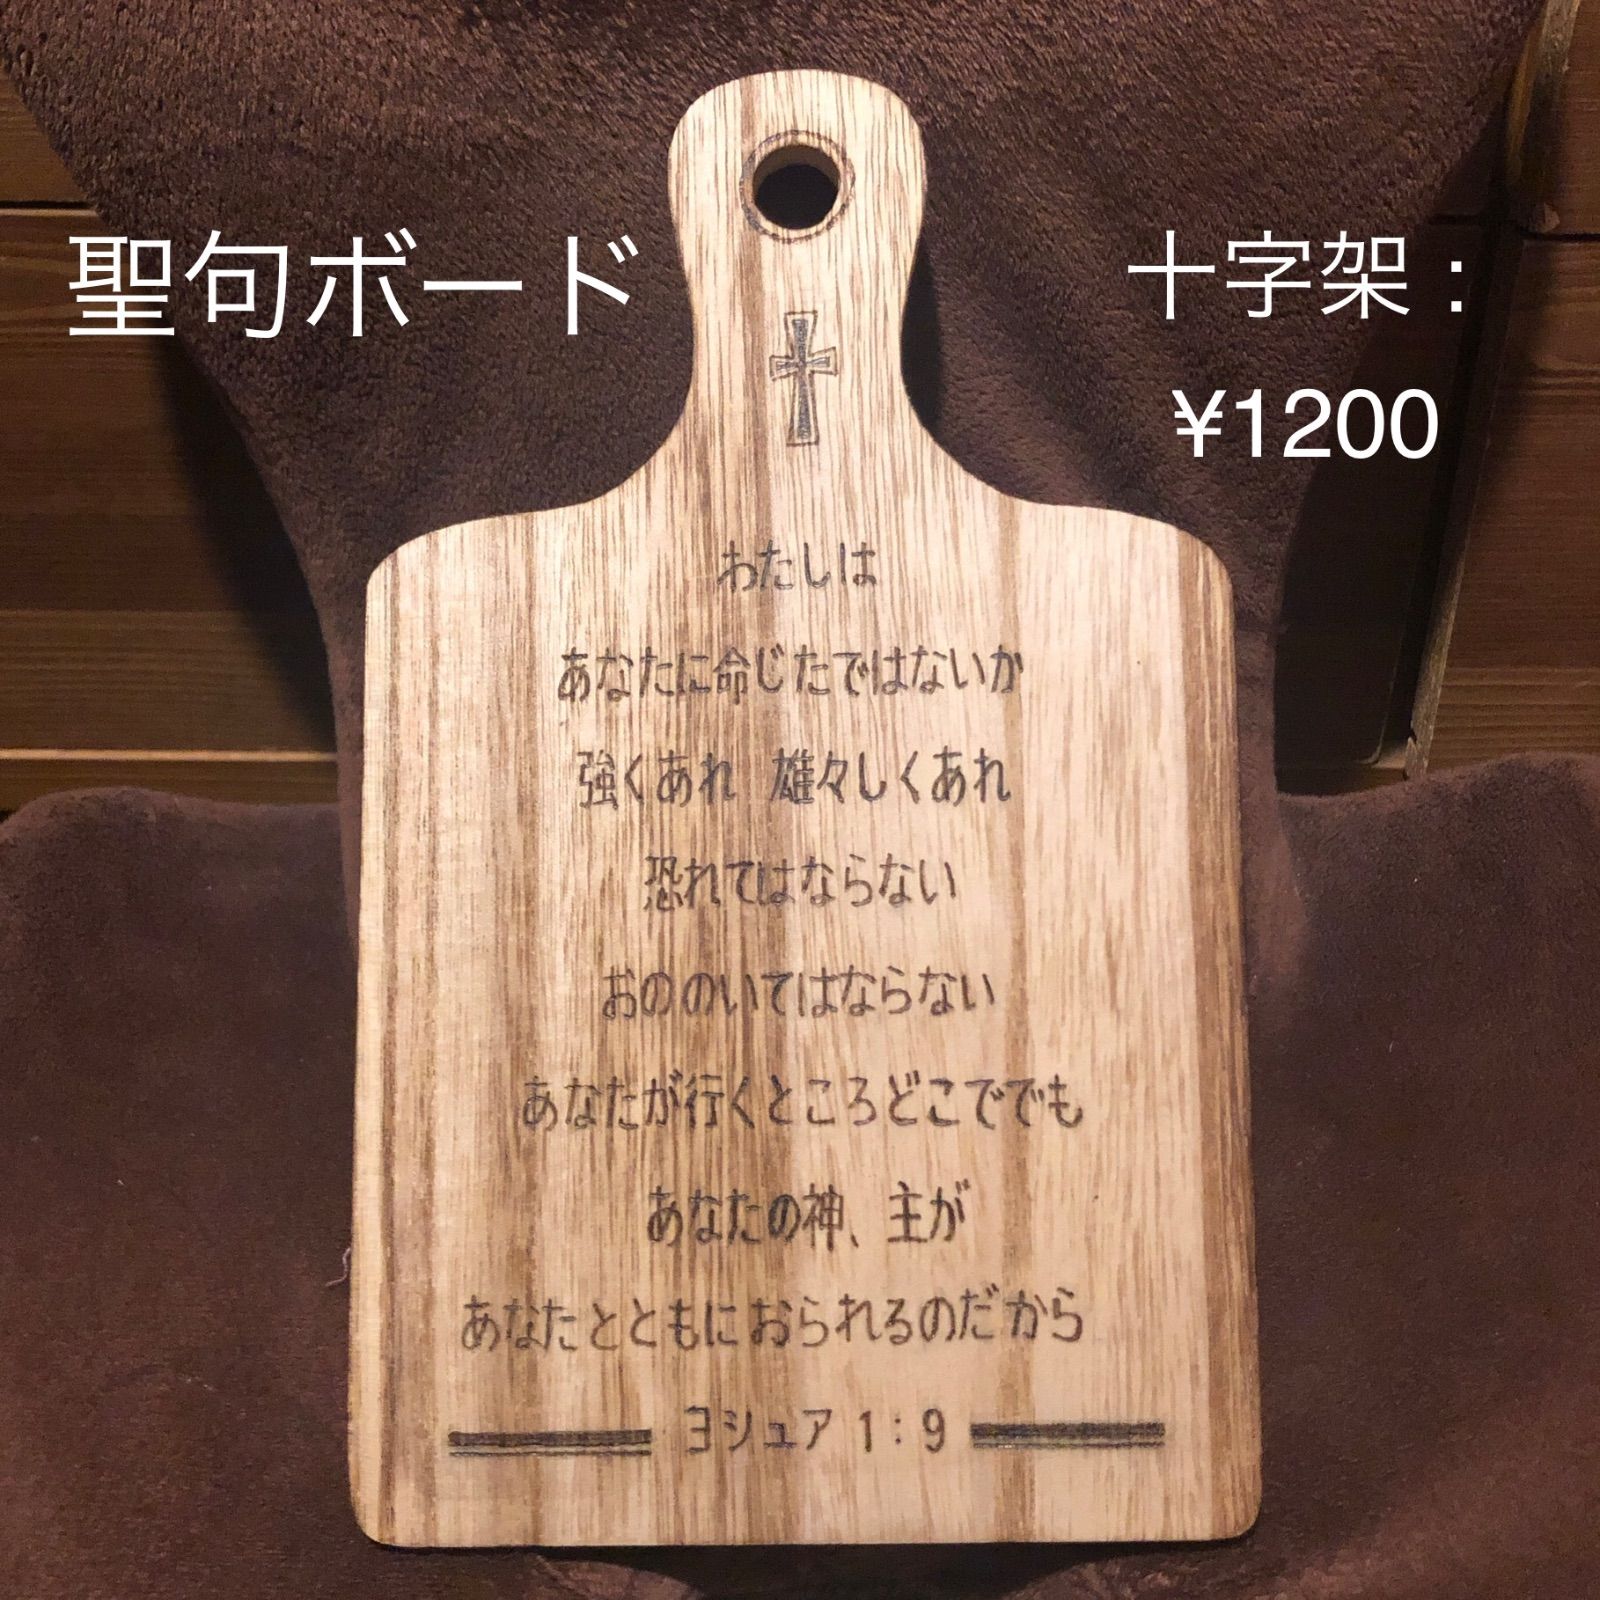 聖句ボード
十字架：
¥1200
わたしは
あなたに命じたではないか
強くあれ 雄々しくあれ
恐れてはならない
おののいてはならない
あなたが行くところどこででも
あなたの神、主が
あなたとともにおられるのだから
ヨシュア 1：9